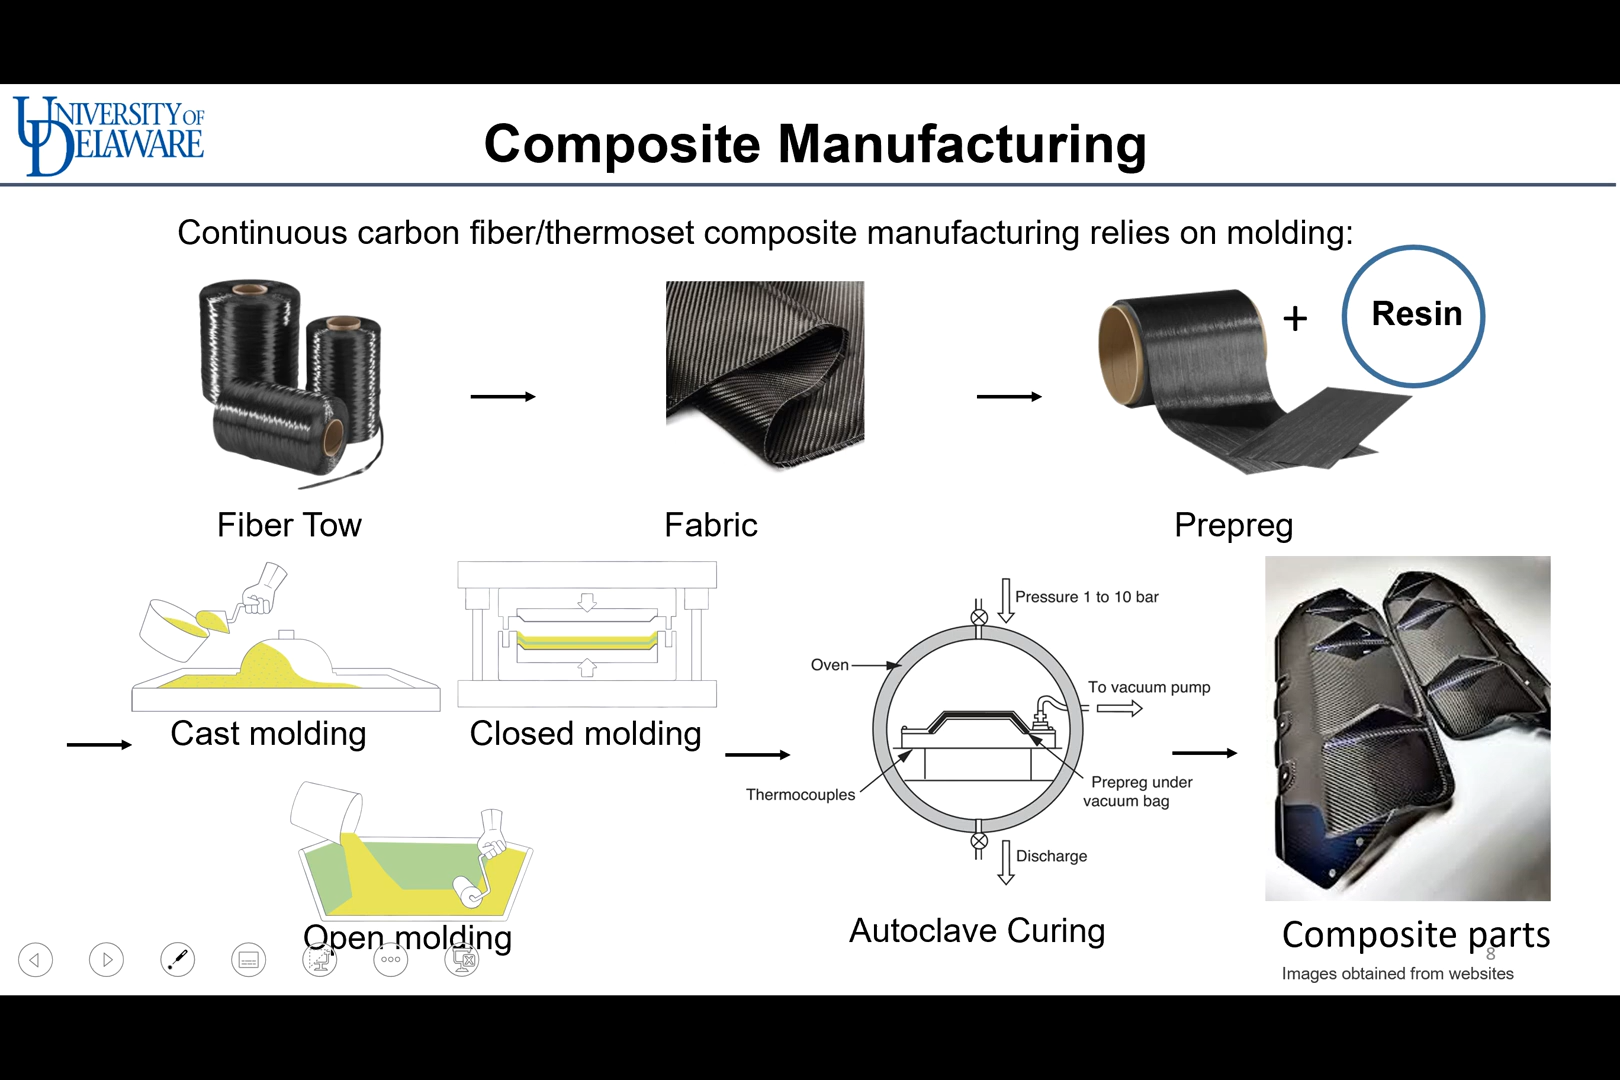 UNIVERSITY OF
DELAWARE
Composite Manufacturing
Continuous carbon fiber/thermoset composite manufacturing relies on molding:
+
Resin
Fiber Tow
Fabric
Prepreg
Cast molding
Closed molding
Open molding
Pressure 1 to 10 bar
Oven
To vacuum pump
Thermocouples
Prepreg under
vacuum bag
Discharge
Autoclave Curing
Composite parts
8
Images obtained from websites